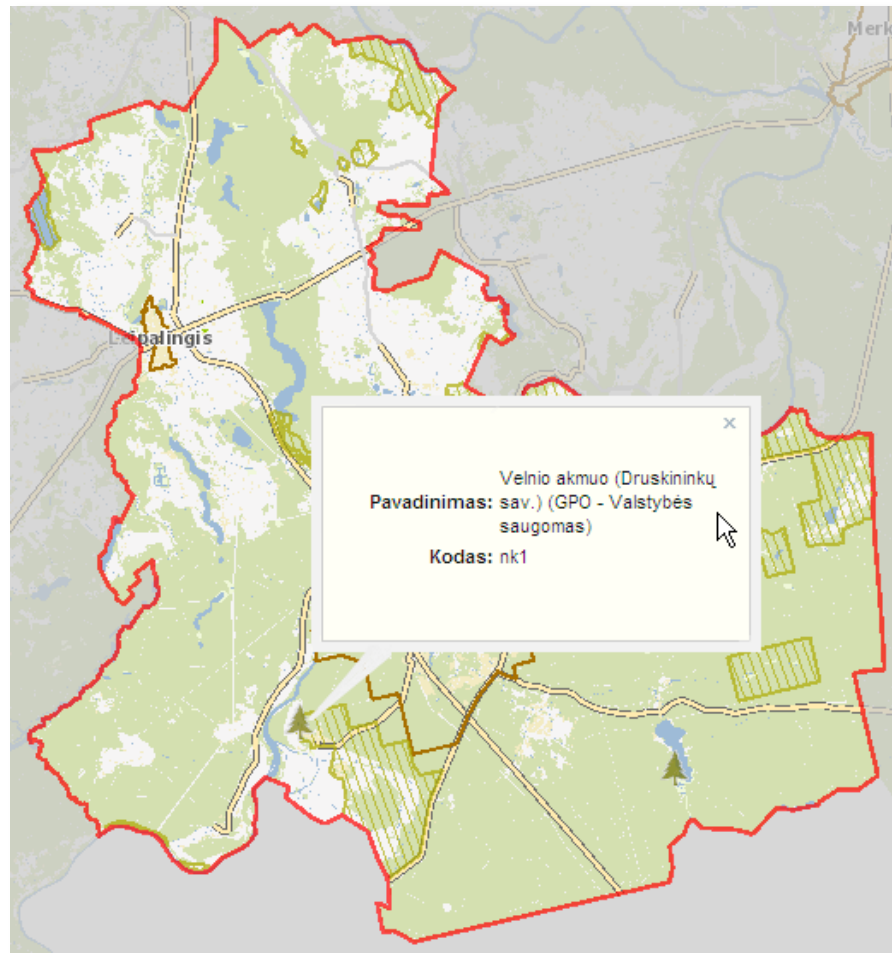 Merk
Leipalingis
×
Velnio akmuo (Druskininkų
Pavadinimas: sav.) (GPO - Valstybės
saugomas)
Kodas: nk1